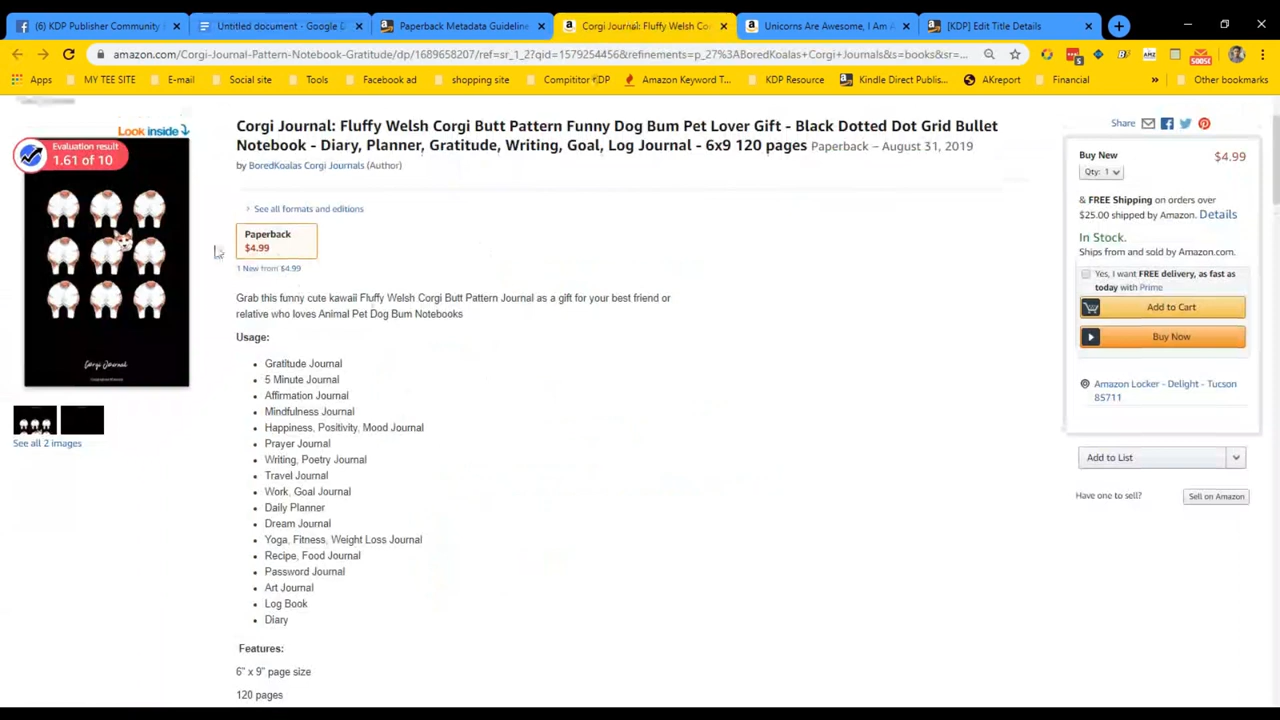 (6) KDP Publisher Community
Untitled document - Google D
Paperback Metadata Guideline
Corgi Journal: Fluffy Welsh Co
Unicorns Are Awesome, I Am A
[KDP] Edit Title Details
amazon.com/Corgi-Journal-Pattern-Notebook-Gratitude/dp/1689658207/ref=sr_1_2?qid=1579254456&refinements=p_27%3ABoredKoalas+Corgi+Journals&s=books&sr=...
Apps
MY TEE SITE
E-mail
Social site
Tools
Facebook ad
shopping site
Compititor KDP
Amazon Keyword T...
KDP Resource
Kindle Direct Publis...
AKreport
Financial
»
Other bookmarks
Look inside
Evaluation result
1.61 of 10
Corgi Journal
See all 2 images
Corgi Journal: Fluffy Welsh Corgi Butt Pattern Funny Dog Bum Pet Lover Gift - Black Dotted Dot Grid Bullet
Notebook - Diary, Planner, Gratitude, Writing, Goal, Log Journal - 6x9 120 pages Paperback – August 31, 2019
by BoredKoalas Corgi Journals (Author)
See all formats and editions
Paperback
$4.99
1 New from $4.99
Grab this funny cute kawaii Fluffy Welsh Corgi Butt Pattern Journal as a gift for your best friend or
relative who loves Animal Pet Dog Bum Notebooks
Usage:
Gratitude Journal
5 Minute Journal
Affirmation Journal
Mindfulness Journal
Happiness, Positivity, Mood Journal
Prayer Journal
Writing, Poetry Journal
Travel Journal
Work, Goal Journal
Daily Planner
Dream Journal
Yoga, Fitness, Weight Loss Journal
Recipe, Food Journal
Password Journal
Art Journal
Log Book
Diary
Features:
6" x 9" page size
120 pages
Share
Buy New
$4.99
Qty: 1
& FREE Shipping on orders over
$25.00 shipped by Amazon. Details
In Stock.
Ships from and sold by Amazon.com.
Yes, I want FREE delivery, as fast as
today with Prime
Add to Cart
Buy Now
Amazon Locker - Delight - Tucson
85711
Add to List
Have one to sell?
Sell on Amazon